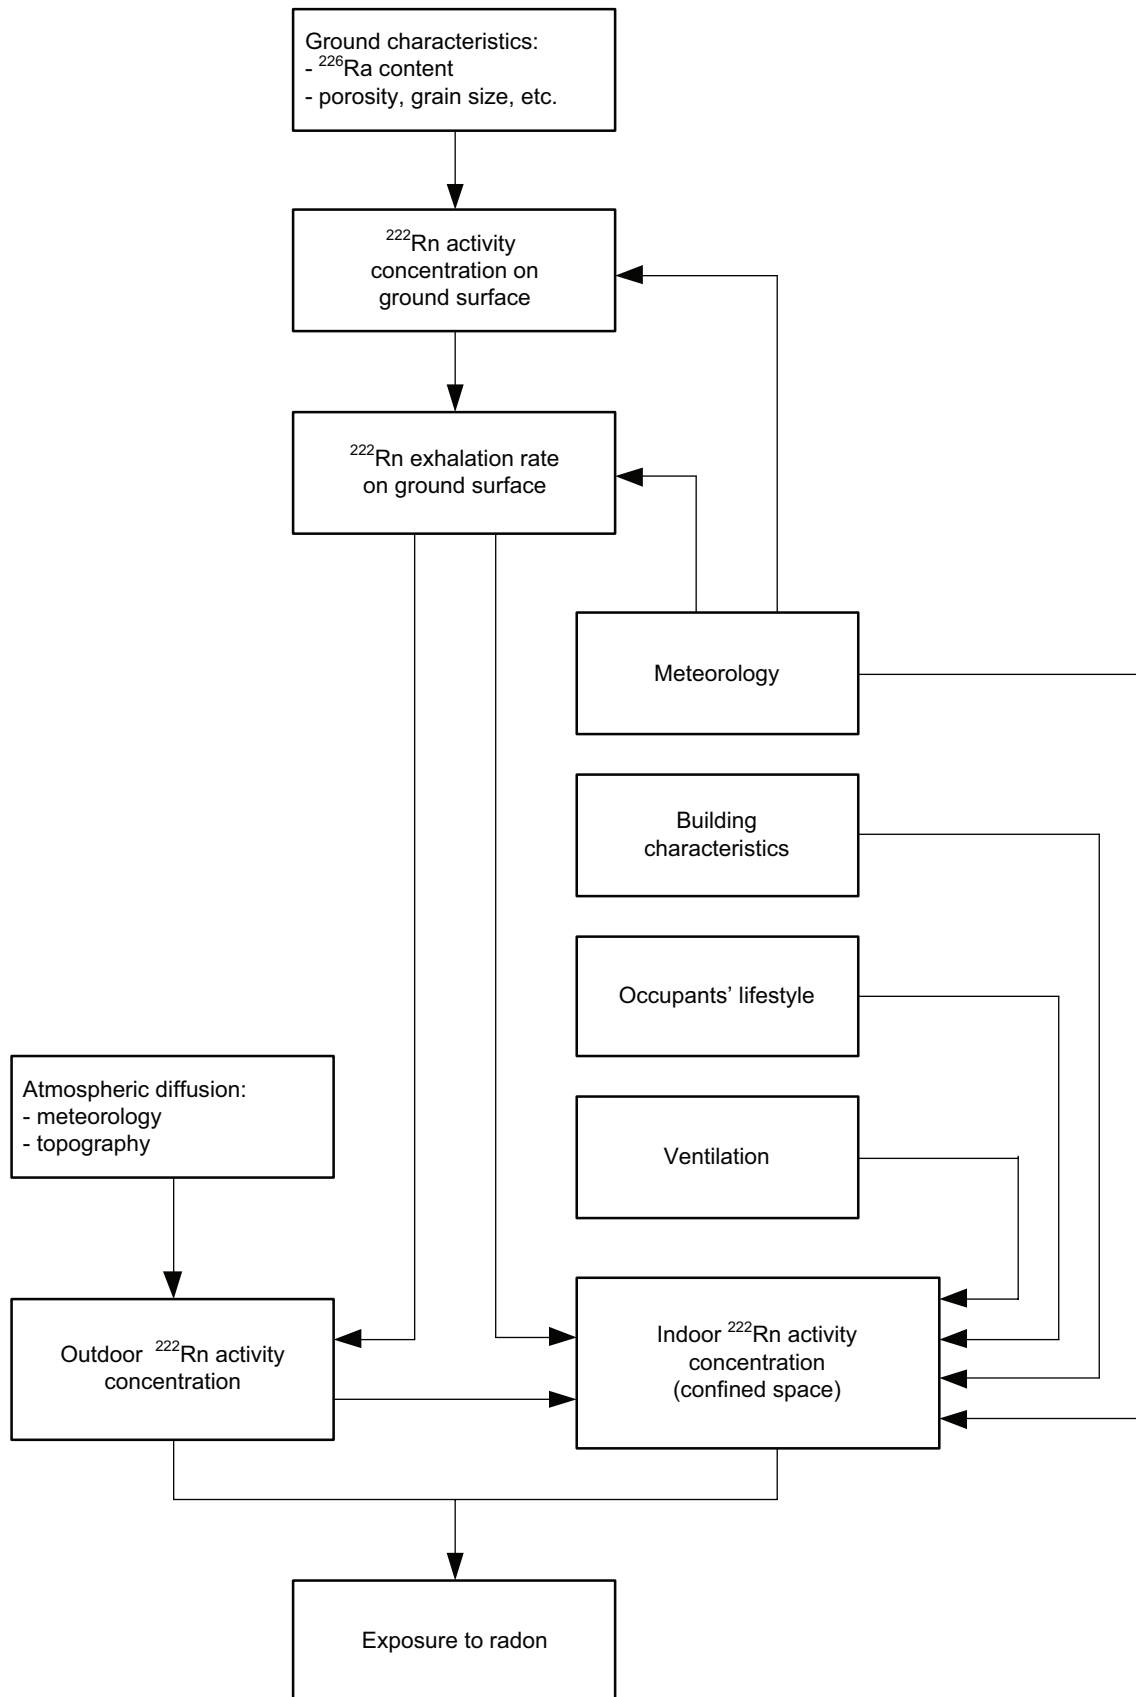 Ground characteristics:
- ²²⁶Ra content
- porosity, grain size, etc.
²²²Rn activity
concentration on
ground surface
²²²Rn exhalation rate
on ground surface
Meteorology
Building
characteristics
Occupants’ lifestyle
Atmospheric diffusion:
- meteorology
- topography
Ventilation
Outdoor ²²²Rn activity
concentration
Indoor ²²²Rn activity
concentration
(confined space)
Exposure to radon